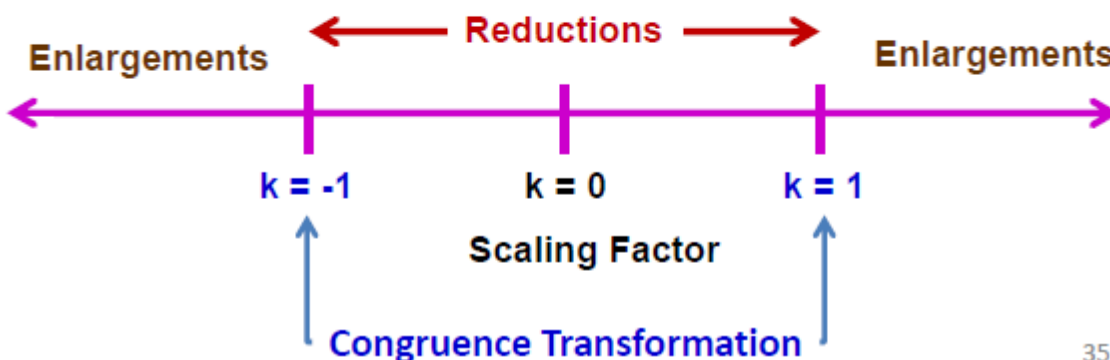 Reductions
Enlargements
Enlargements
k = -1
k = 0
k = 1
Scaling Factor
Congruence Transformation
35